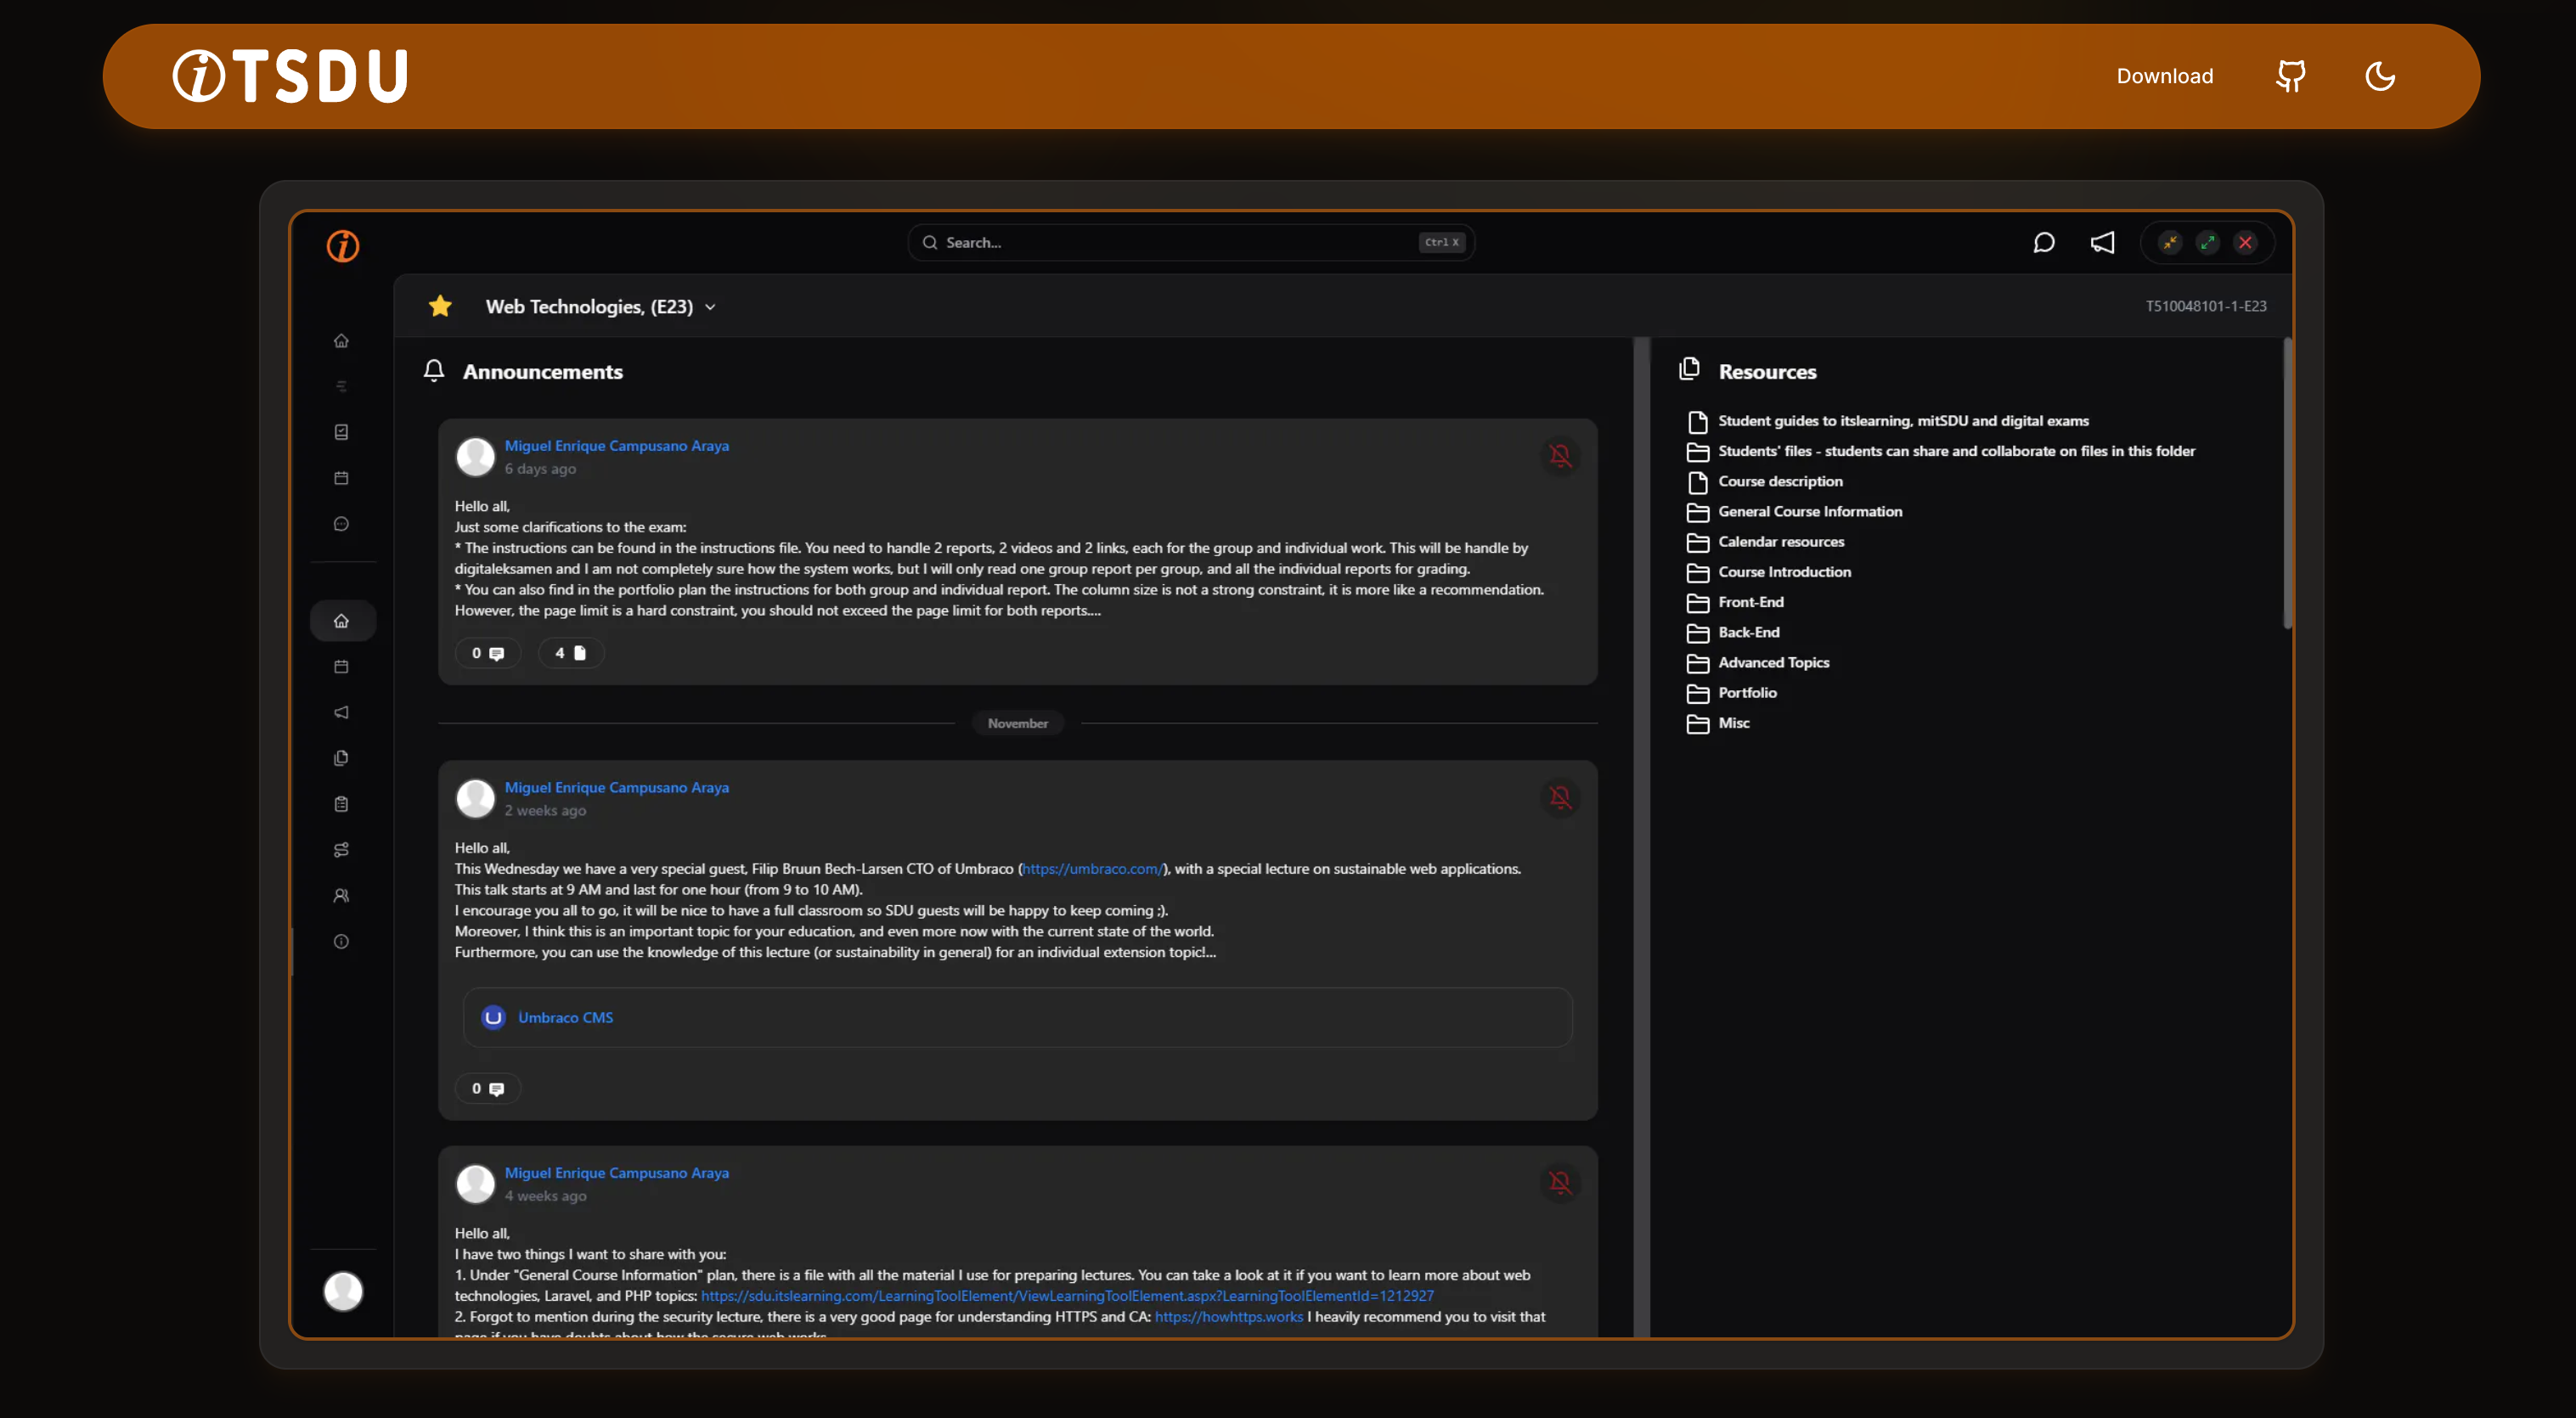 iTSDU
Download
Search...
Ctrl X
Web Technologies, (E23)
T510048101-1-E23
Announcements
Miguel Enrique Campusano Araya
6 days ago
Hello all,
Just some clarifications to the exam:
* The instructions can be found in the instructions file. You need to handle 2 reports, 2 videos and 2 links, each for the group and individual work. This will be handle by
digitaleksamen and I am not completely sure how the system works, but I will only read one group report per group, and all the individual reports for grading.
* You can also find in the portfolio plan the instructions for both group and individual report. The column size is not a strong constraint, it is more like a recommendation.
However, the page limit is a hard constraint, you should not exceed the page limit for both reports....
0
4
November
Miguel Enrique Campusano Araya
2 weeks ago
Hello all,
This Wednesday we have a very special guest, Filip Bruun Bech-Larsen CTO of Umbraco (https://umbraco.com/), with a special lecture on sustainable web applications.
This talk starts at 9 AM and last for one hour (from 9 to 10 AM).
I encourage you all to go, it will be nice to have a full classroom so SDU guests will be happy to keep coming ;).
Moreover, I think this is an important topic for your education, and even more now with the current state of the world.
Furthermore, you can use the knowledge of this lecture (or sustainability in general) for an individual extension topic!...
Umbraco CMS
0
Miguel Enrique Campusano Araya
4 weeks ago
Hello all,
I have two things I want to share with you:
1. Under "General Course Information" plan, there is a file with all the material I use for preparing lectures. You can take a look at it if you want to learn more about web
technologies, Laravel, and PHP topics: https://sdu.itslearning.com/LearningToolElement/ViewLearningToolElement.aspx?LearningToolElementId=1212927
2. Forgot to mention during the security lecture, there is a very good page for understanding HTTPS and CA: https://howhttps.works I heavily recommend you to visit that
page if you have doubts about how the secure web works.
Resources
Student guides to itslearning, mitSDU and digital exams
Students' files - students can share and collaborate on files in this folder
Course description
General Course Information
Calendar resources
Course Introduction
Front-End
Back-End
Advanced Topics
Portfolio
Misc